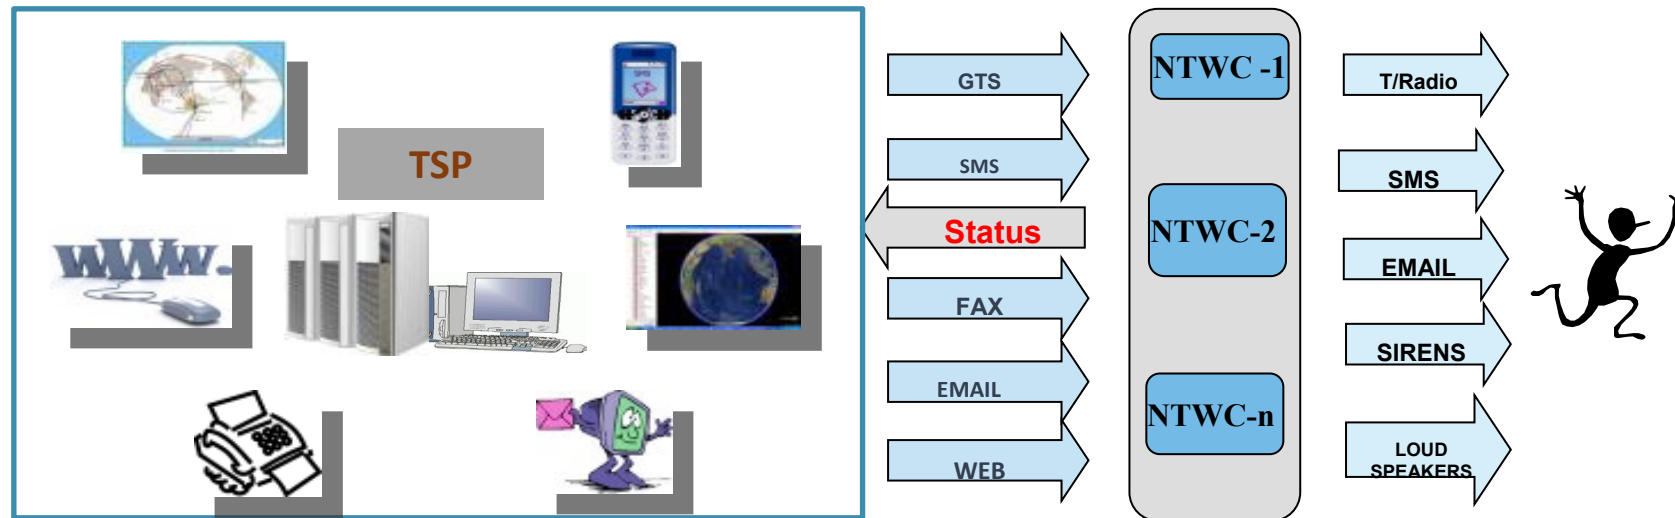 TSP
SMS
www.
GTS
SMS
Status
FAX
EMAIL
WEB
NTWC -1
NTWC-2
NTWC-n
T/Radio
SMS
EMAIL
SIRENS
LOUD
SPEAKERS